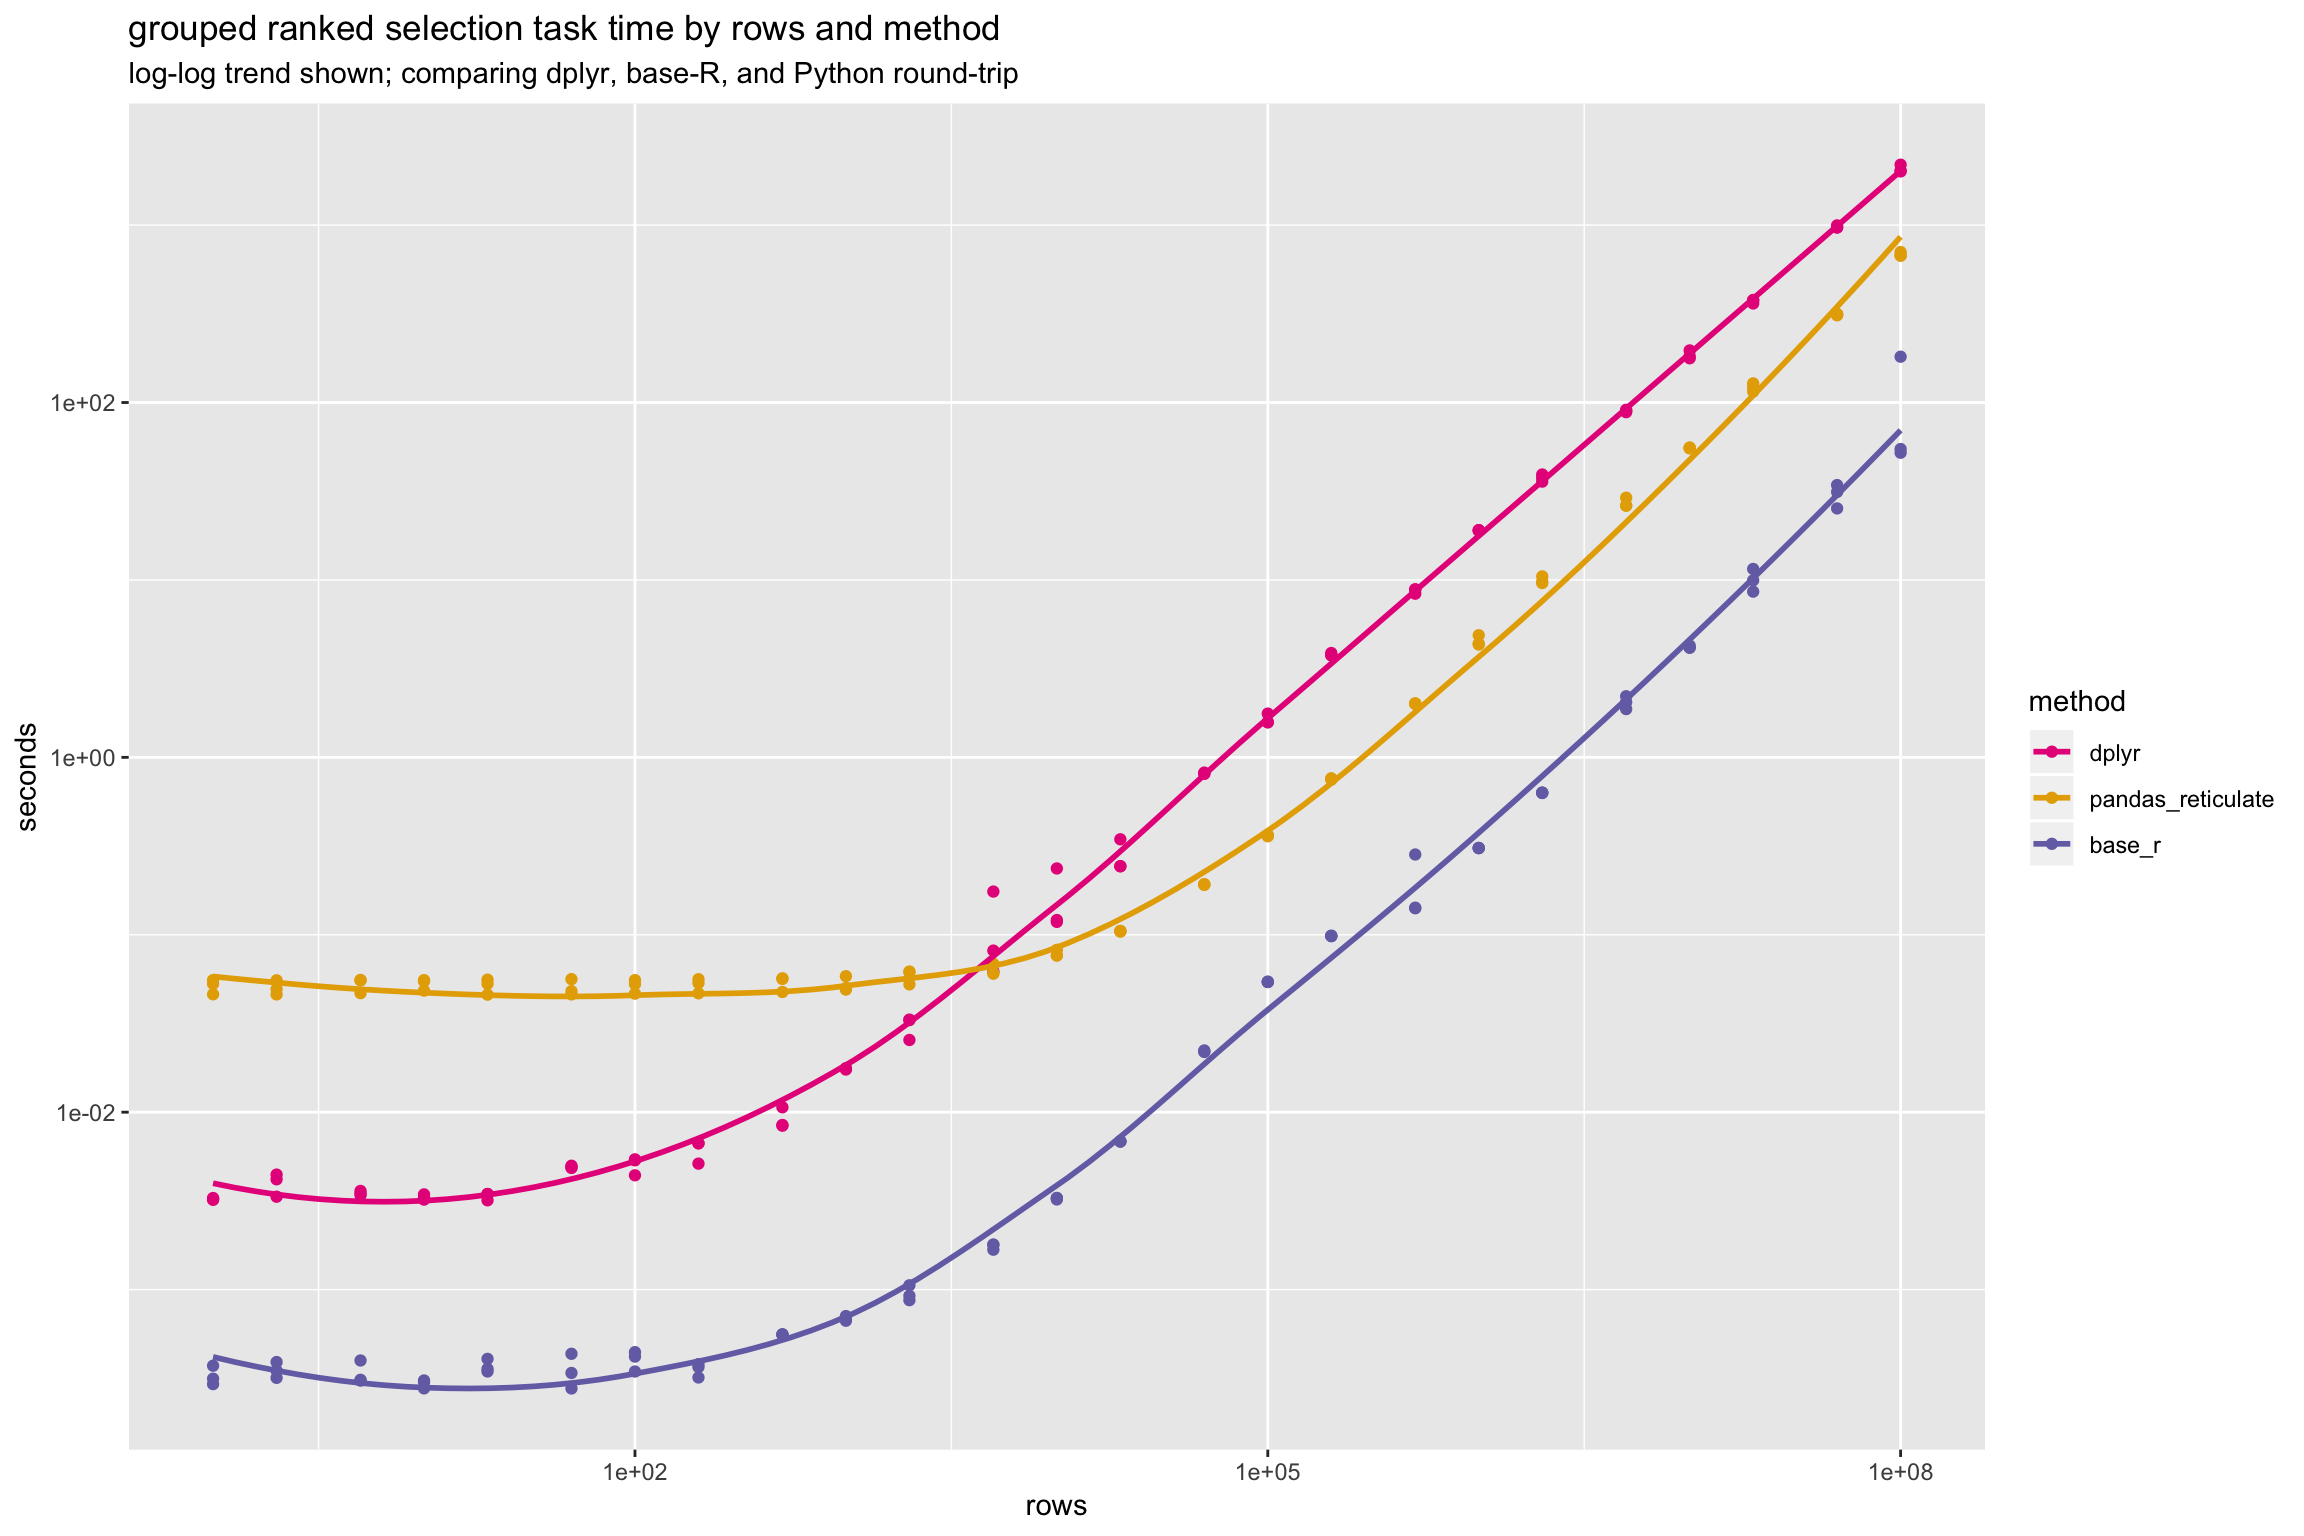 grouped ranked selection task time by rows and method
log-log trend shown; comparing dplyr, base-R, and Python round-trip
1e+02
1e+00
1e-02
seconds
1e+02
1e+05
1e+08
rows
method
dplyr
pandas_reticulate
base_r